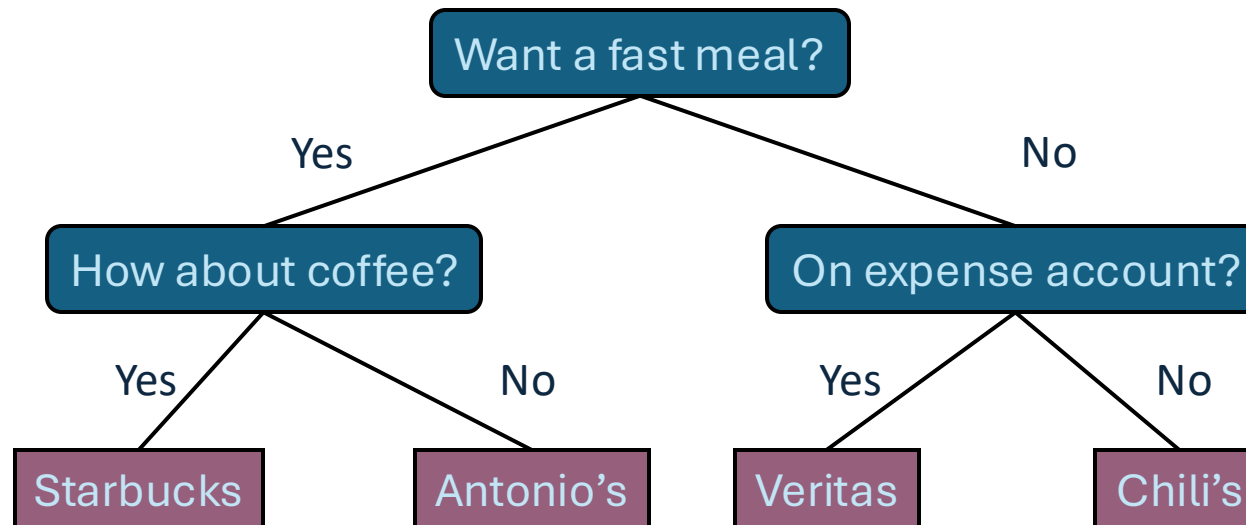 Want a fast meal?
Yes
No
How about coffee?
On expense account?
Yes
No
Yes
No
Starbucks
Antonio’s
Veritas
Chili’s